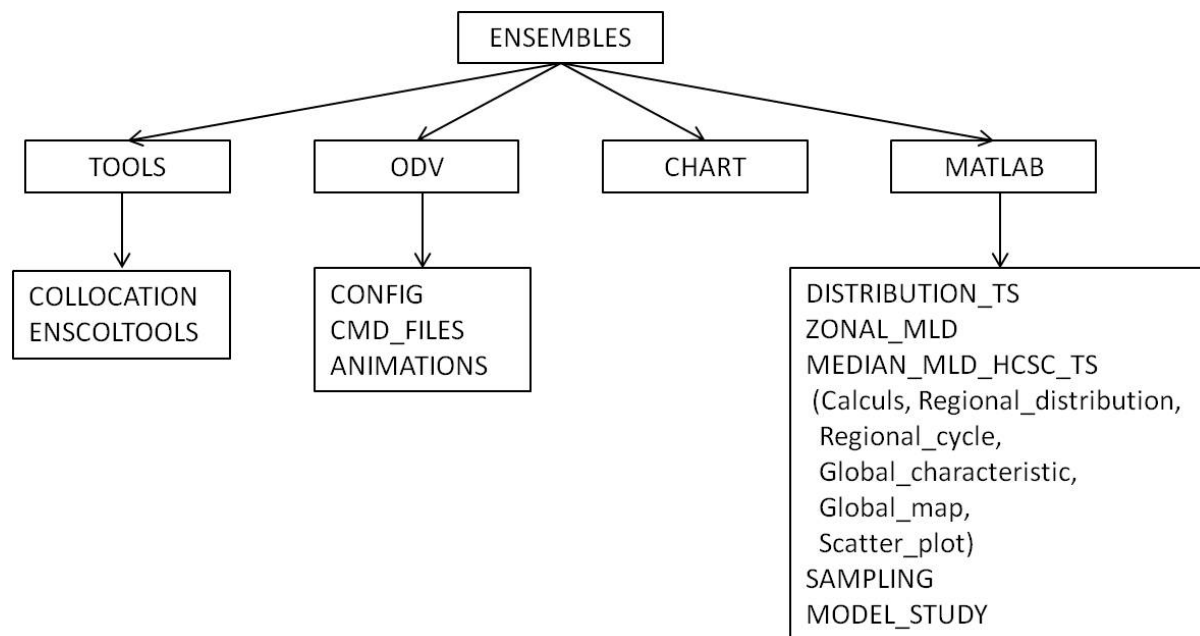 ENSEMBLES
TOOLS
ODV
CHART
MATLAB
COLLOCATION
ENSCOLTOOLS
CONFIG
CMD_FILES
ANIMATIONS
DISTRIBUTION_TS
ZONAL_MLD
MEDIAN_MLD_HCSC_TS
(Calculs, Regional_distribution,
Regional_cycle,
Global_characteristic,
Global_map,
Scatter_plot)
SAMPLING
MODEL_STUDY